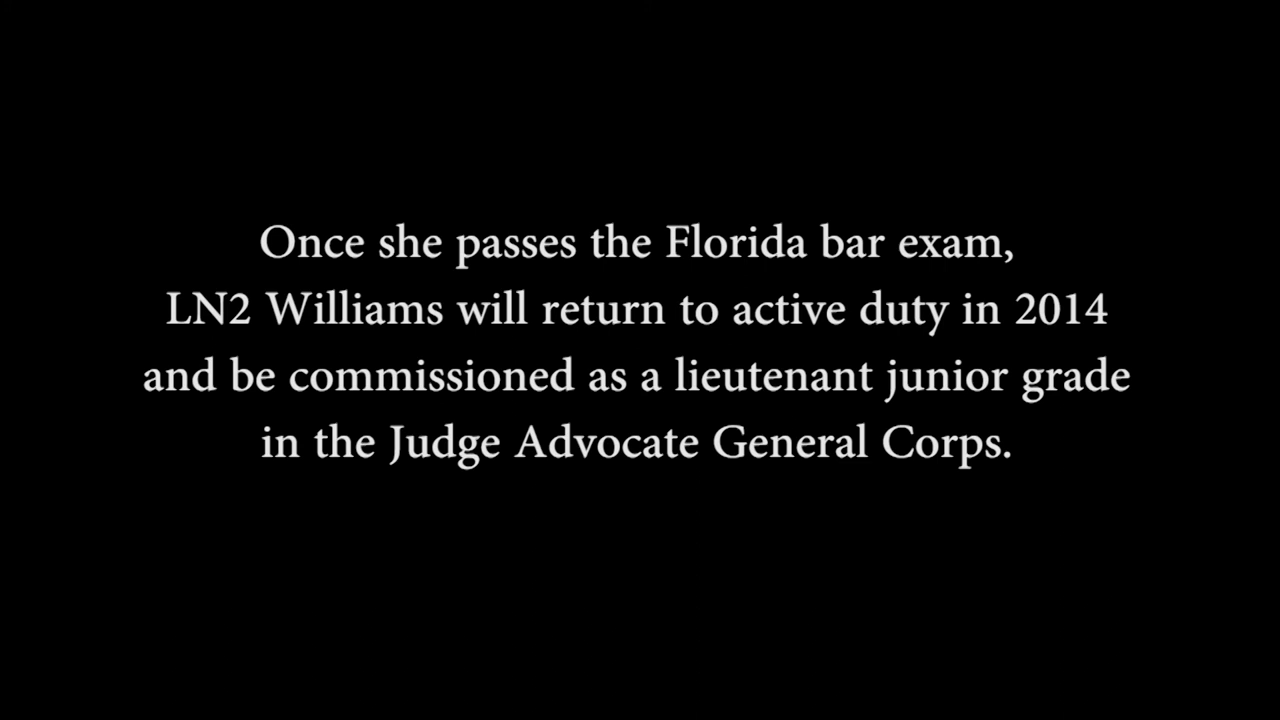 Once she passes the Florida bar exam,
LN2 Williams will return to active duty in 2014
and be commissioned as a lieutenant junior grade
in the Judge Advocate General Corps.